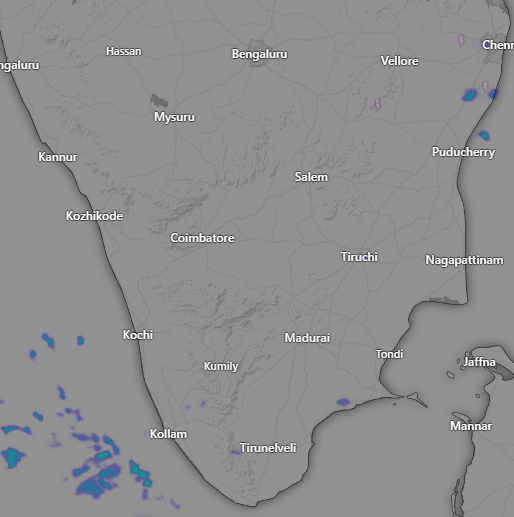 Hassan
Bengaluru
Chenn
ngaluru
Vellore
Mysuru
Kannur
Puducherry
Salem
Kozhikode
Coimbatore
Tiruchi
Nagapattinam
Kochi
Madurai
Tondi
Kumily
Jaffna
Mannar
Kollam
Tirunelveli